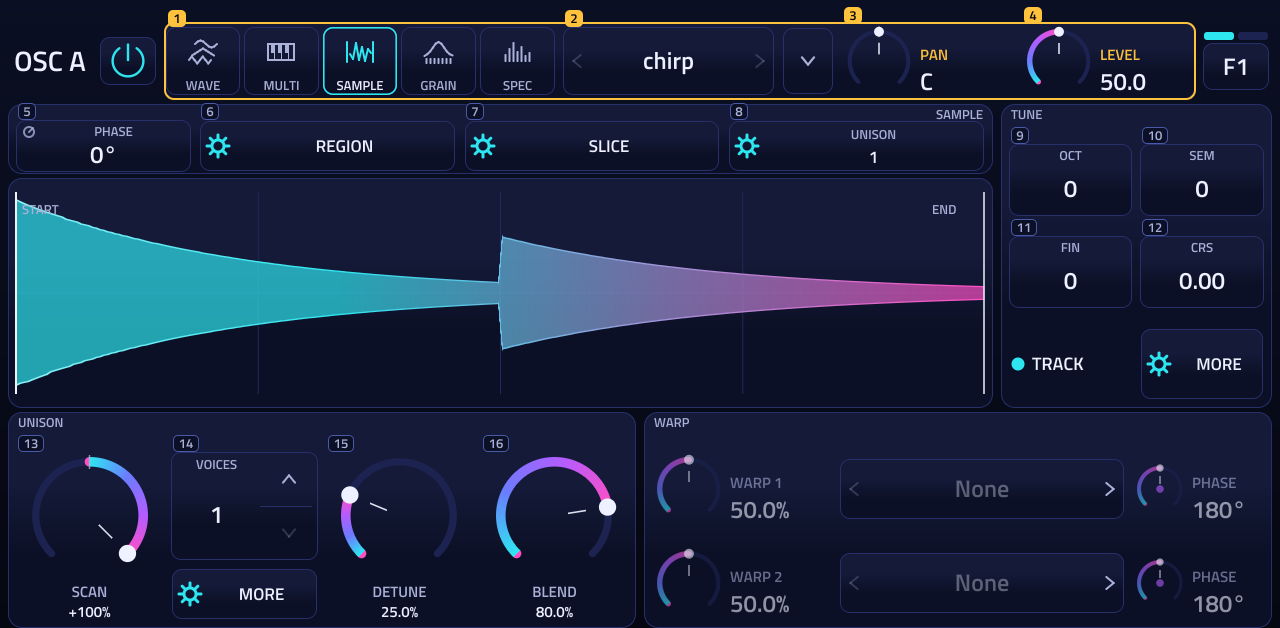 1
2
3
4
OSC A
WAVE
MULTI
SAMPLE
GRAIN
SPEC
chirp
PAN
C
LEVEL
50.0
F1
5
PHASE
0°
6
REGION
7
SLICE
8
UNISON
1
SAMPLE
TUNE
9
OCT
0
10
SEM
0
11
FIN
0
12
CRS
0.00
TRACK
MORE
START
END
UNISON
13
SCAN
+100%
14
VOICES
1
MORE
15
DETUNE
25.0%
16
BLEND
80.0%
WARP
WARP 1
50.0%
None
PHASE
180°
WARP 2
50.0%
None
PHASE
180°